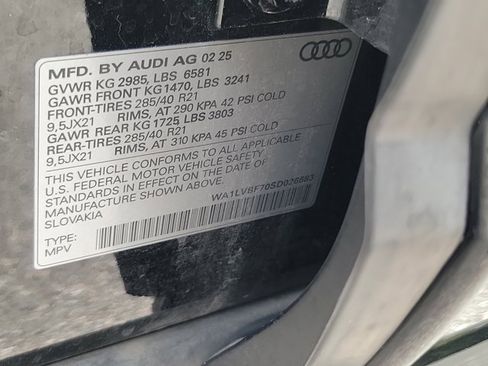 MFD. BY AUDI AG 02 25
GVWR KG 2985, LBS 6581
GAWR FRONT KG 1470, LBS 3241
FRONT-TIRES 285/40 R21
9,5JX21 RIMS, AT 290 KPA 42 PSI COLD
GAWR REAR KG 1725, LBS 3803
REAR-TIRES 285/40 R21
9,5JX21 RIMS, AT 310 KPA 45 PSI COLD
THIS VEHICLE CONFORMS TO ALL APPLICABLE
U.S. FEDERAL MOTOR VEHICLE SAFETY
STANDARDS IN EFFECT ON THE DATE OF
MANUFACTURE SHOWN ABOVE.
SLOVAKIA
WA1LVBF70SD026883
TYPE:
MPV